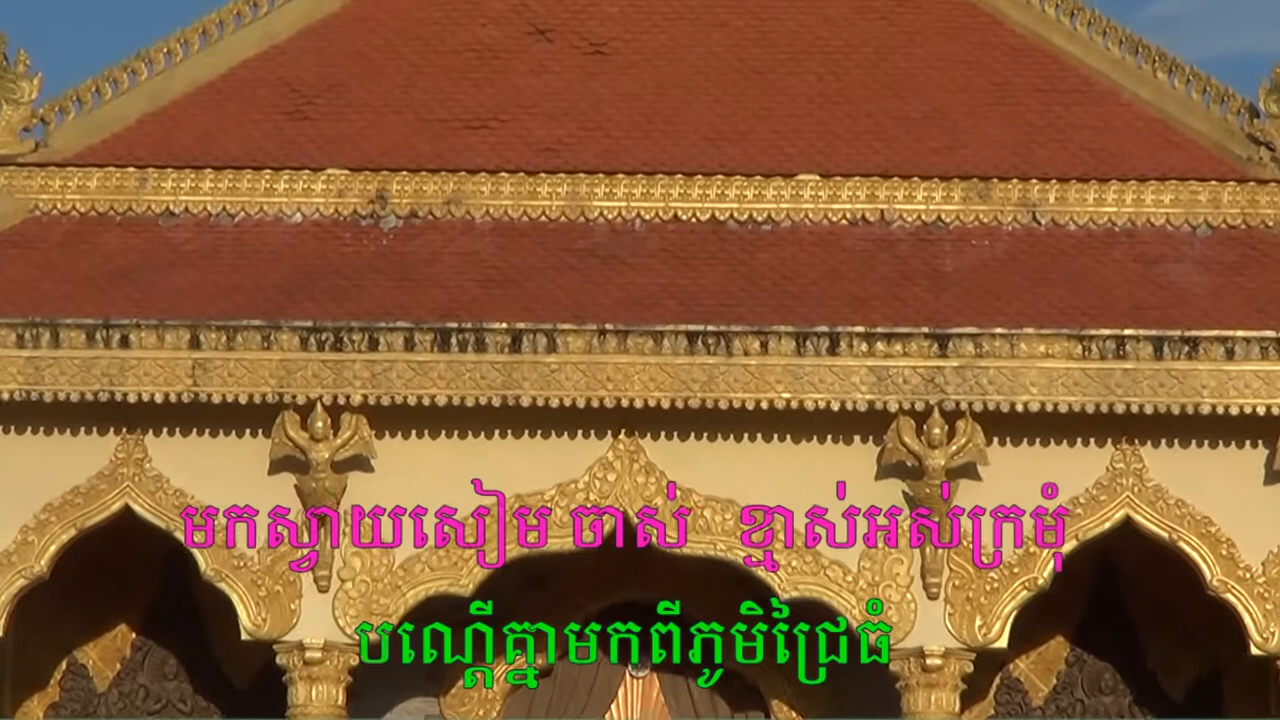 មកស្វាយសៀម ចាស់ ខ្មាស់អស់ក្រមុំ
បណ្ដើគ្នាមកពីភូមិជ្រៃធំ